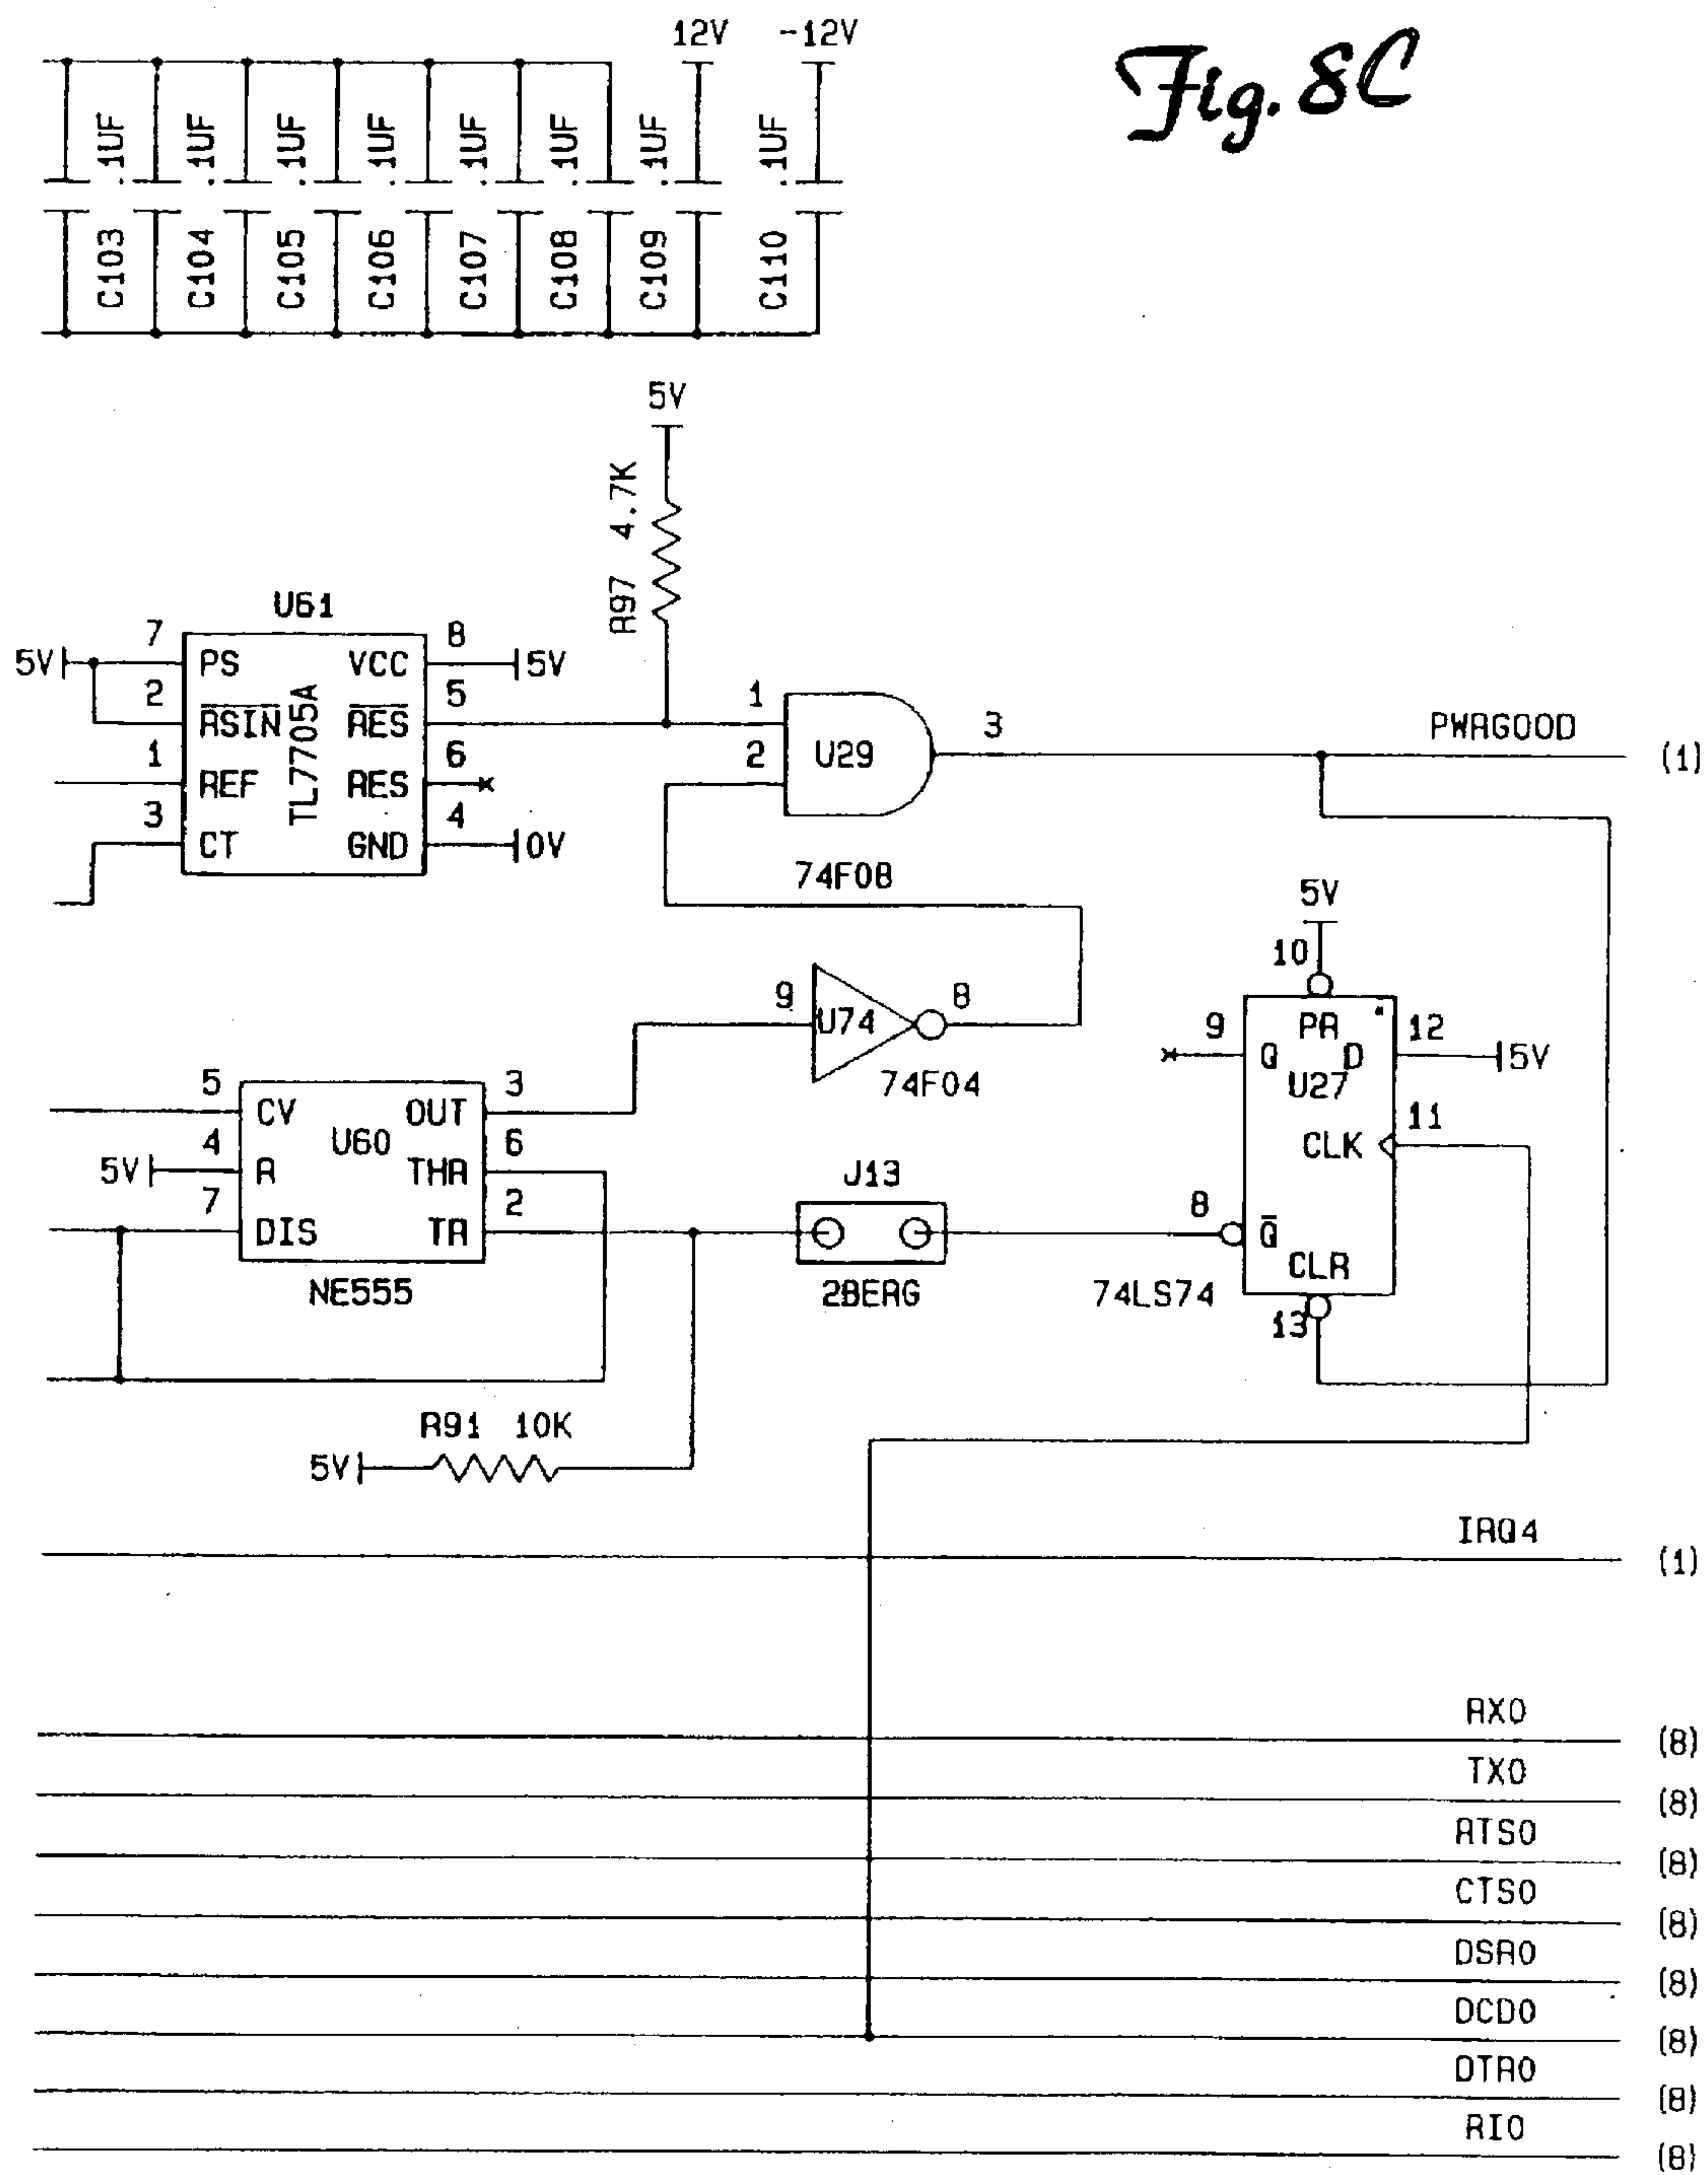 12V -12V
Fig. 8C
.1UF .1UF .1UF .1UF .1UF .1UF .1UF .1UF
C103 C104 C105 C106 C107 C108 C109 C110
5V
R97 4.7K
U61
7 8
5V PS VCC 5V
2 5
RSIN RES
1 6
REF RES
3 4
CT GND 0V
TL7705A
1
2
U29
3
PWRGOOD
(1)
74F08
5V
10
9 8
U74
74F04
9 PR 12
Q D 5V
U27
11
CLK
5 3
CV OUT
4 U60 6
5V R THR
7 2
DIS TR
NE555
J13
2BERG
8
Q̄
CLR
74LS74
13
R91 10K
5V
IRQ4
(1)
RX0
(8)
TX0
(8)
RTS0
(8)
CTS0
(8)
DSR0
(8)
DCD0
(8)
DTR0
(8)
RI0
(8)